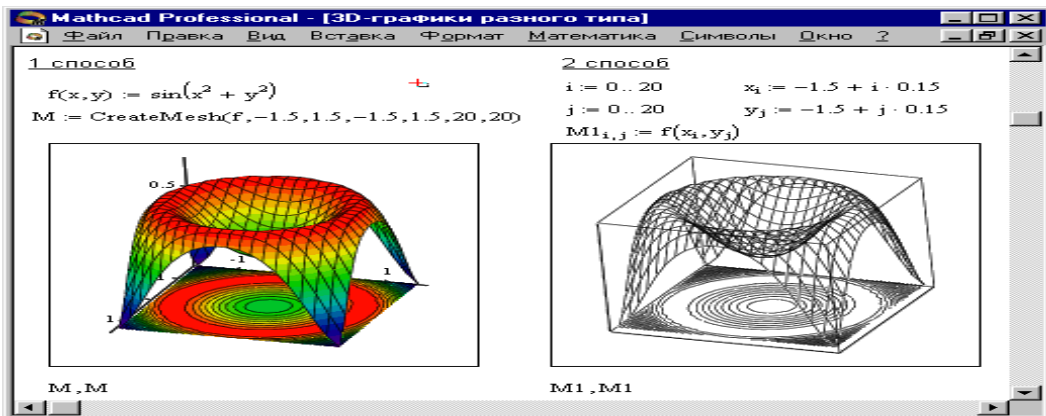 Mathcad Professional - [3D-графики разного типа]
Файл Правка Вид Вставка Формат Математика Символы Окно ?
1 способ
f(x,y) := sin(x² + y²)
M := CreateMesh(f,-1.5,1.5,-1.5,1.5,20,20)
0.5
-1
1
1
1
M,M
2 способ
i := 0.. 20 xᵢ := -1.5 + i · 0.15
j := 0.. 20 yⱼ := -1.5 + j · 0.15
M1ᵢ,ⱼ := f(xᵢ,yⱼ)
M1,M1